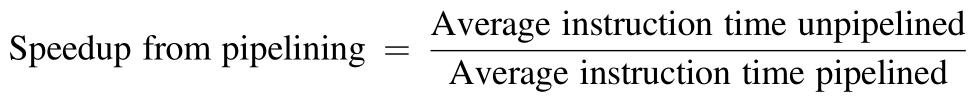 Speedup from pipelining = Average instruction time unpipelined
Average instruction time pipelined